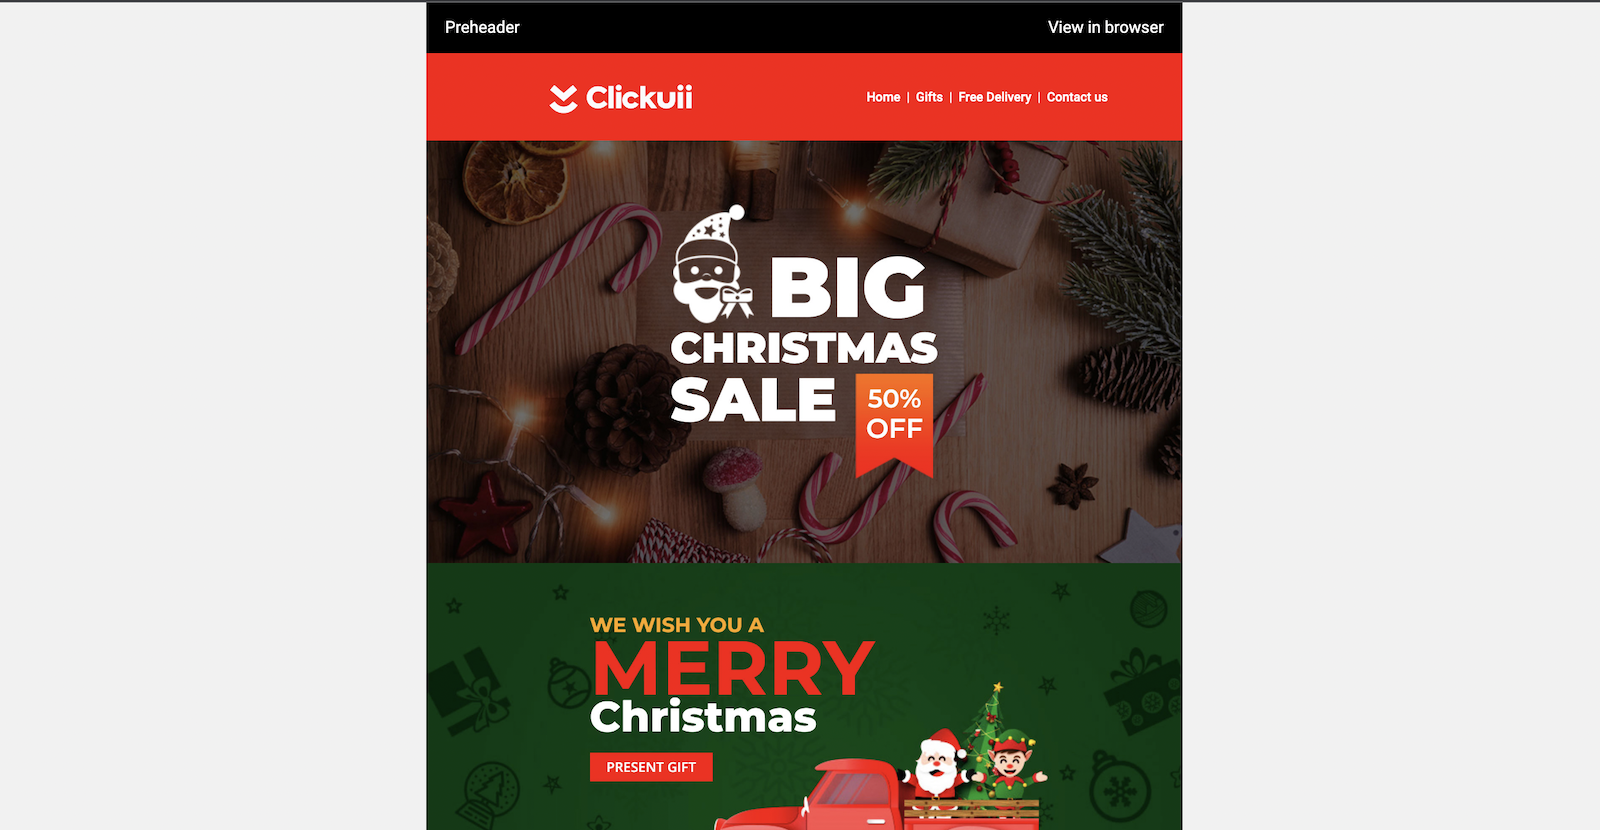 Preheader
View in browser
Clickuii
Home | Gifts | Free Delivery | Contact us
BIG
CHRISTMAS
SALE
50%
OFF
WE WISH YOU A
MERRY
Christmas
PRESENT GIFT